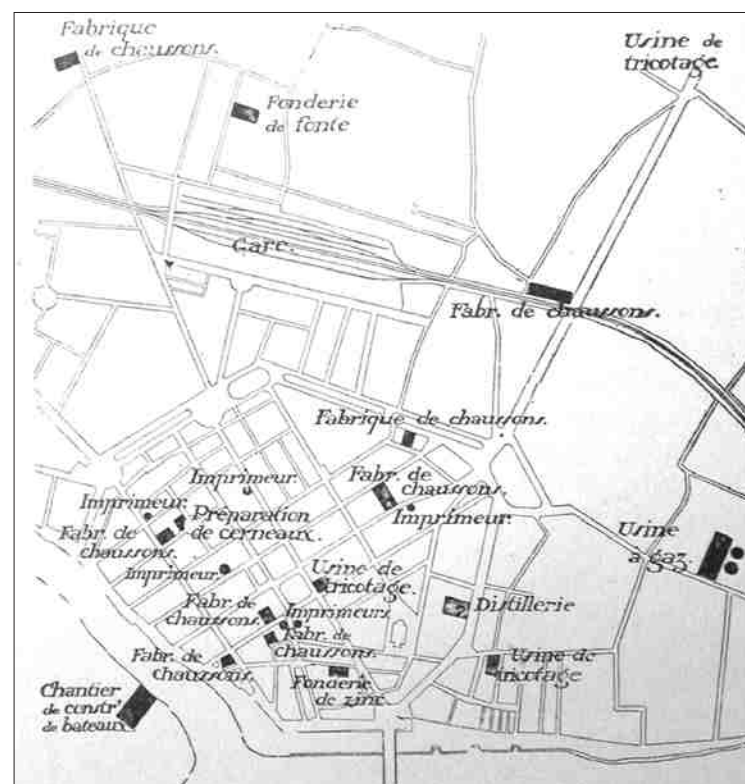 Fabrique
de chaussons.
Usine de
tricotage.
Fonderie
de fonte
Gare.
Fabr. de chaussons.
Fabrique de chaussons.
Fabr. de
chaussons.
Imprimeur.
Imprimeur.
Imprimeur.
Préparation
de cerneaux.
Fabr. de
chaussons.
Usine
à gaz.
Imprimeur.
Usine de
tricotage.
Distillerie
Fabr. de
chaussons.
Imprimeurs
Fabr. de
chaussons.
Fabr. de
chaussons.
Fonderie
de zinc
Usine de
tricotage
Chantier
de constr.
de bateaux.